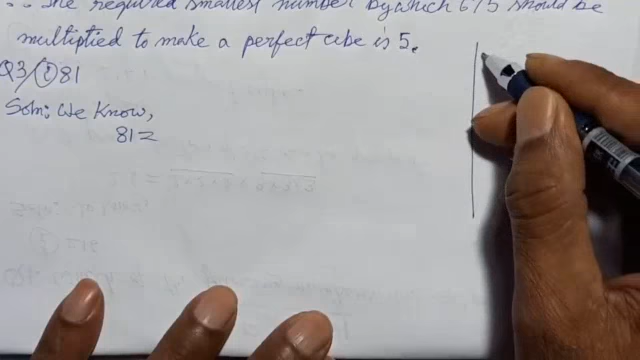 ∴ The required smallest number by which 675 should be
multiplied to make a perfect cube is 5.
Q3/ (i) 81
Soln: We know,
81=